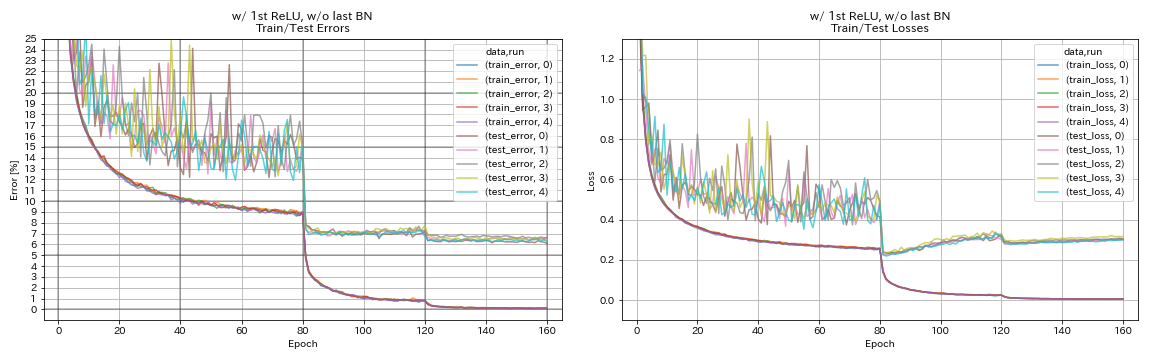 w/ 1st ReLU, w/o last BN
Train/Test Errors
Error [%]
25
24
23
22
21
20
19
18
17
16
15
14
13
12
11
10
9
8
7
6
5
4
3
2
1
0
0 20 40 60 80 100 120 140 160
Epoch
data,run
(train_error, 0)
(train_error, 1)
(train_error, 2)
(train_error, 3)
(train_error, 4)
(test_error, 0)
(test_error, 1)
(test_error, 2)
(test_error, 3)
(test_error, 4)
w/ 1st ReLU, w/o last BN
Train/Test Losses
Loss
1.2
1.0
0.8
0.6
0.4
0.2
0.0
0 20 40 60 80 100 120 140 160
Epoch
data,run
(train_loss, 0)
(train_loss, 1)
(train_loss, 2)
(train_loss, 3)
(train_loss, 4)
(test_loss, 0)
(test_loss, 1)
(test_loss, 2)
(test_loss, 3)
(test_loss, 4)